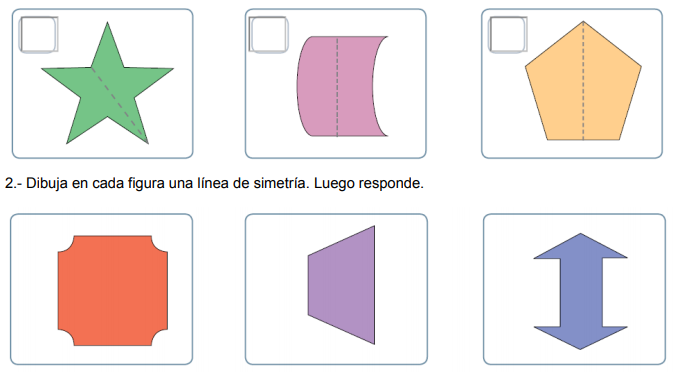 2.- Dibuja en cada figura una línea de simetría. Luego responde.